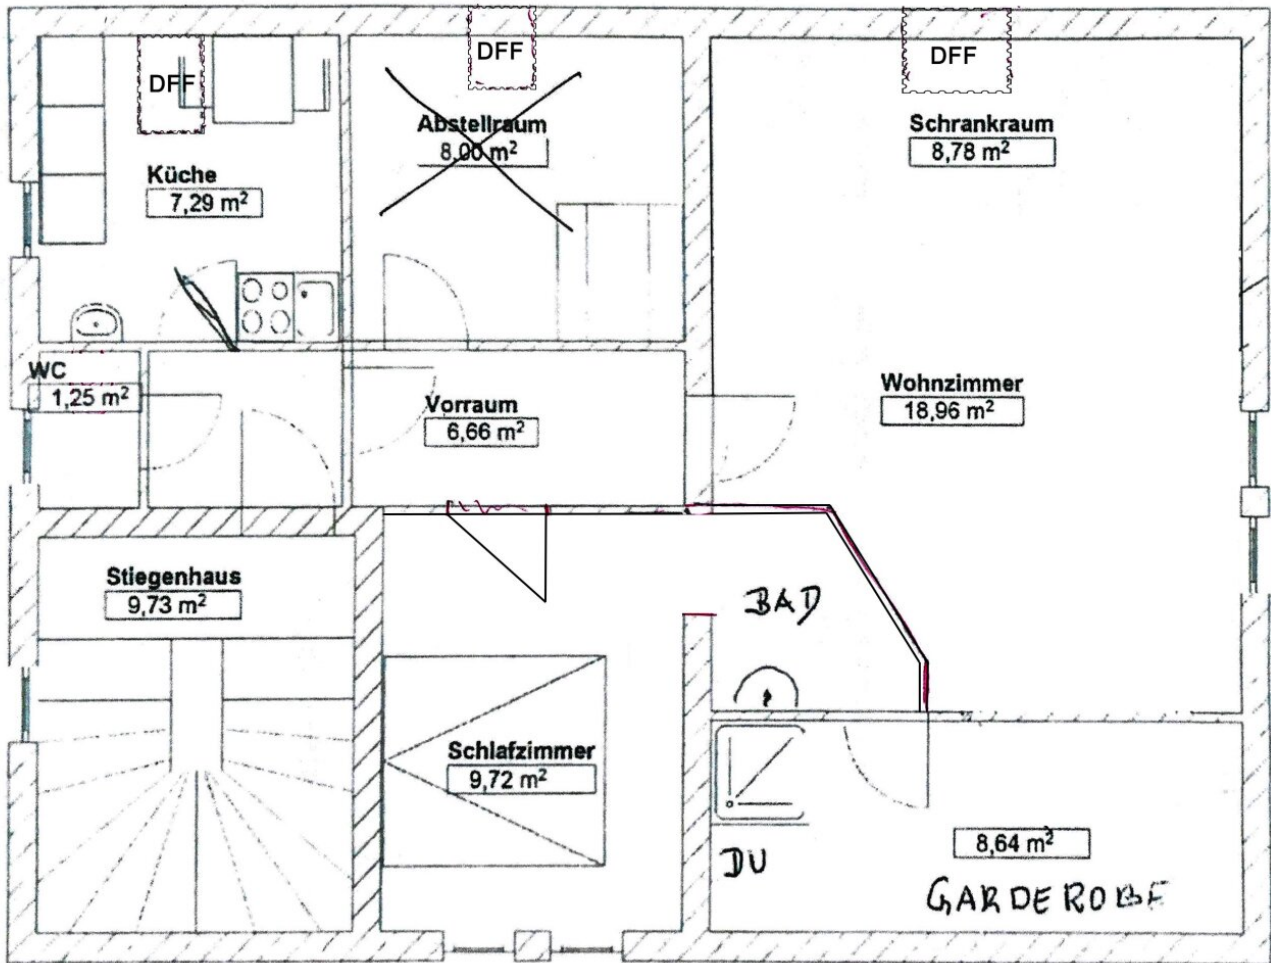 DFF
DFF
DFF
Abstellraum
8,00 m²
Schrankraum
8,78 m²
Küche
7,29 m²
WC
1,25 m²
Vorraum
6,66 m²
Wohnzimmer
18,96 m²
Stiegenhaus
9,73 m²
BAD
Schlafzimmer
9,72 m²
8,64 m²
DU
GARDEROBE